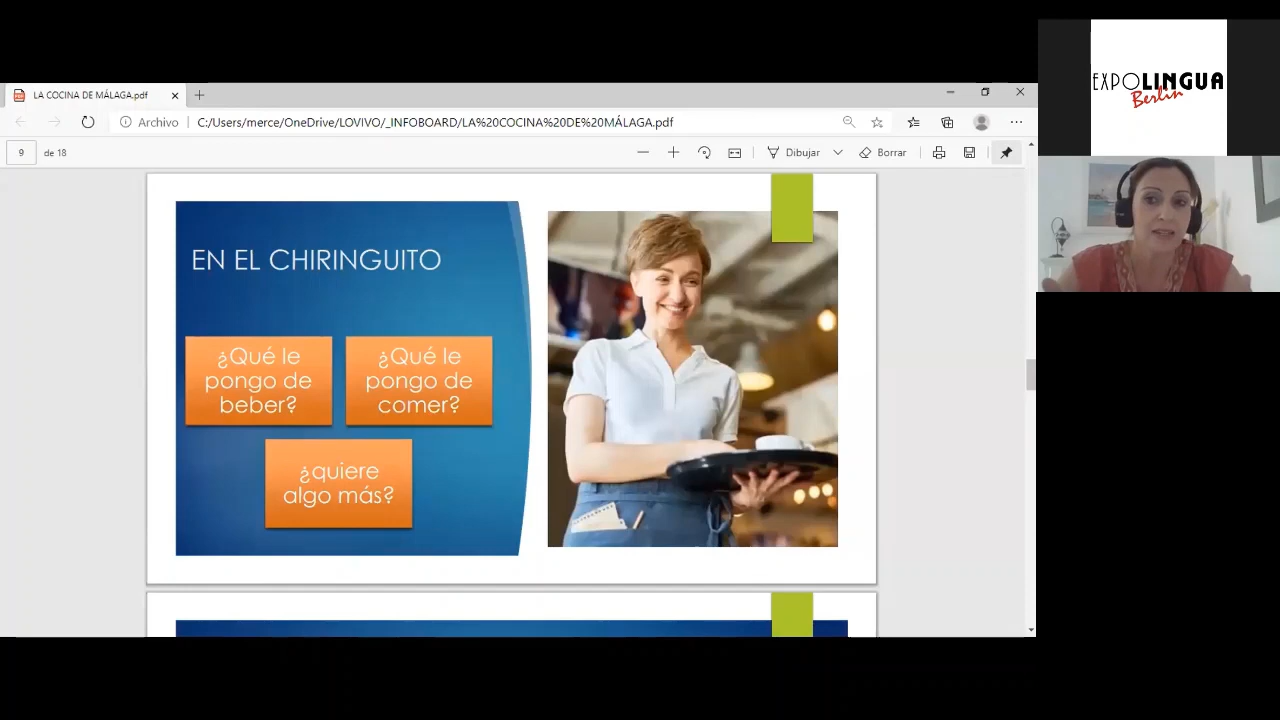 LA COCINA DE MÁLAGA.pdf
Archivo
C:/Users/merce/OneDrive/LOVIVO/_INFOBOARD/LA%20COCINA%20DE%20MÁLAGA.pdf
9 de 18
Dibujar
Borrar
EN EL CHIRINGUITO
¿Qué le
pongo de
beber?
¿Qué le
pongo de
comer?
¿quiere
algo más?
EXPOLINGUA
Berlin